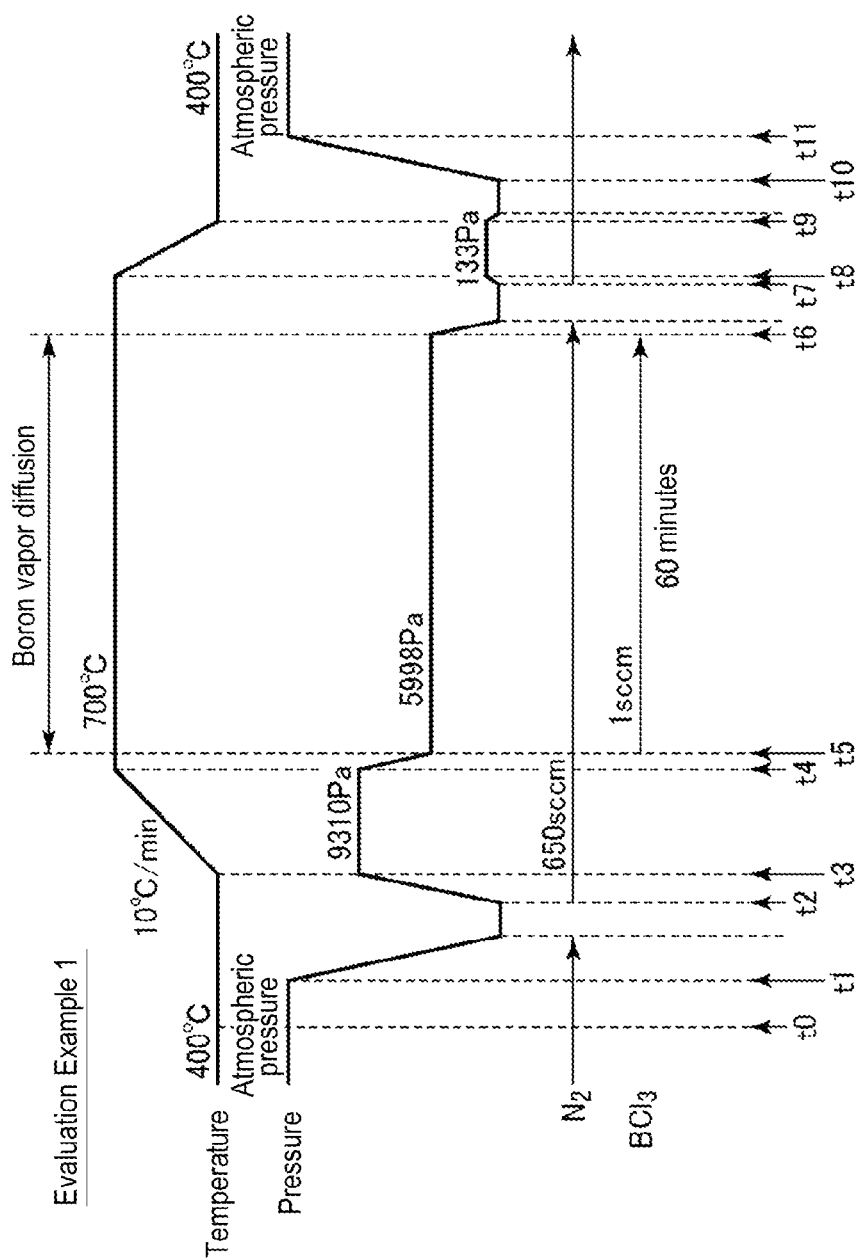 Evaluation Example 1
Boron vapor diffusion
Temperature
400°C
10°C/min
700°C
400°C
Pressure
Atmospheric
pressure
9310Pa
5998Pa
133Pa
Atmospheric
pressure
N2
650sccm
BCl3
1sccm
60 minutes
t0
t1
t2
t3
t4
t5
t6
t7
t8
t9
t10
t11